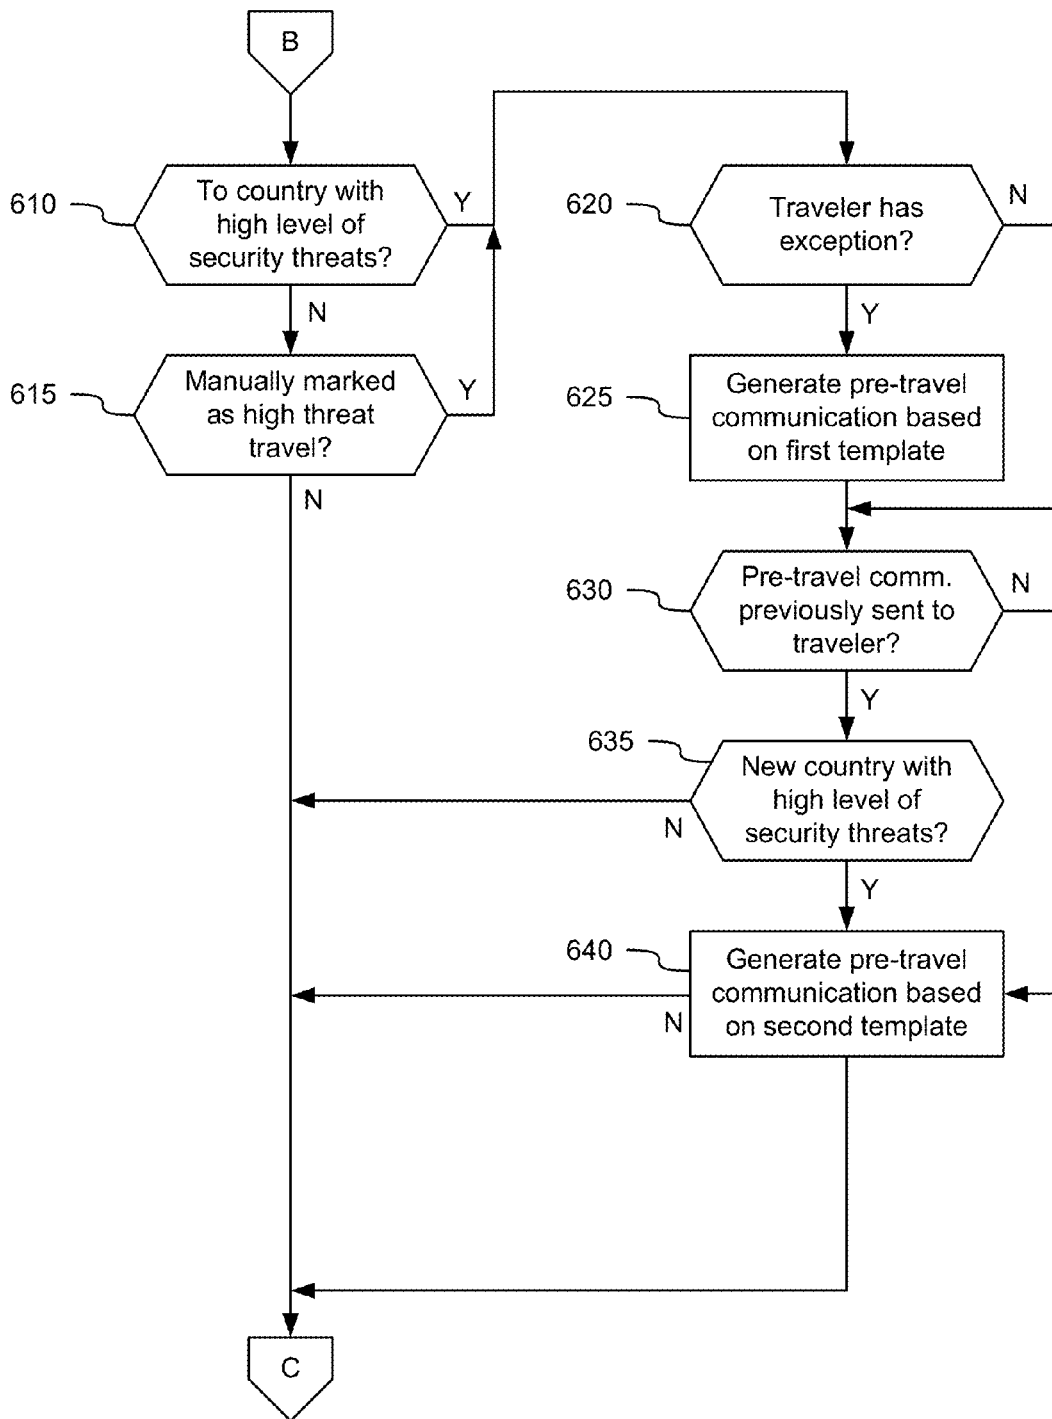 B
610
To country with
high level of
security threats?
Y
N
615
Manually marked
as high threat
travel?
Y
N
620
Traveler has
exception?
N
Y
625
Generate pre-travel
communication based
on first template
630
Pre-travel comm.
previously sent to
traveler?
N
Y
635
New country with
high level of
security threats?
N
Y
640
Generate pre-travel
communication based
on second template
N
C